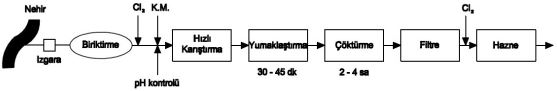 Nehir
Izgara
Biriktirme
Cl₂
K.M.
pH kontrolü
Hızlı
Karıştırma
Yumaklaştırma
30 - 45 dk
Çöktürme
2 - 4 sa
Filtre
Cl₂
Hazne